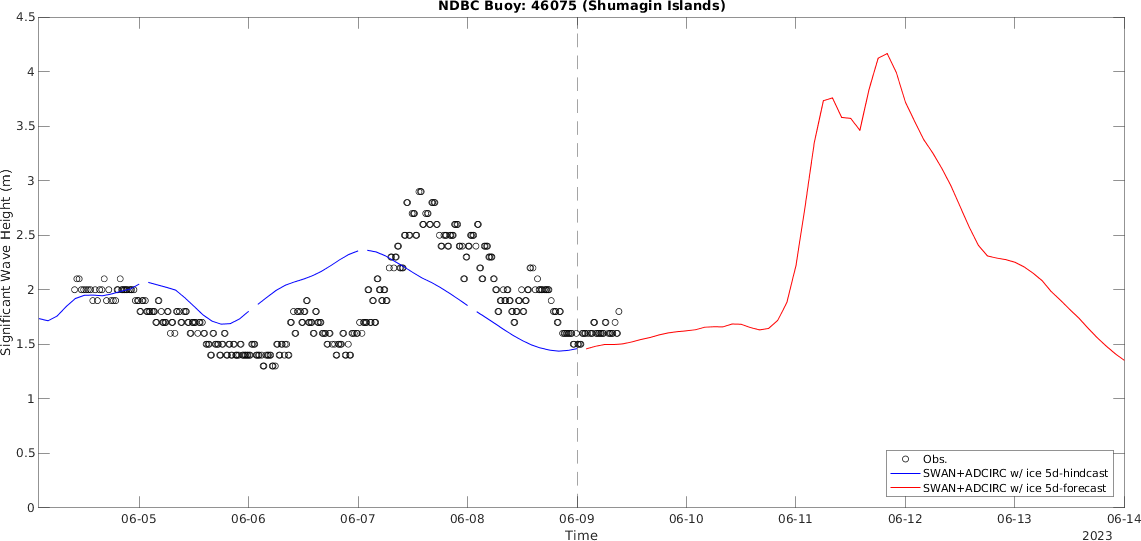 NDBC Buoy: 46075 (Shumagin Islands)
4.5
4
3.5
3
2.5
2
1.5
1
0.5
0
Significant Wave Height (m)
Obs.
SWAN+ADCIRC w/ ice 5d-hindcast
SWAN+ADCIRC w/ ice 5d-forecast
06-05 06-06 06-07 06-08 06-09 06-10 06-11 06-12 06-13 06-14
Time
2023